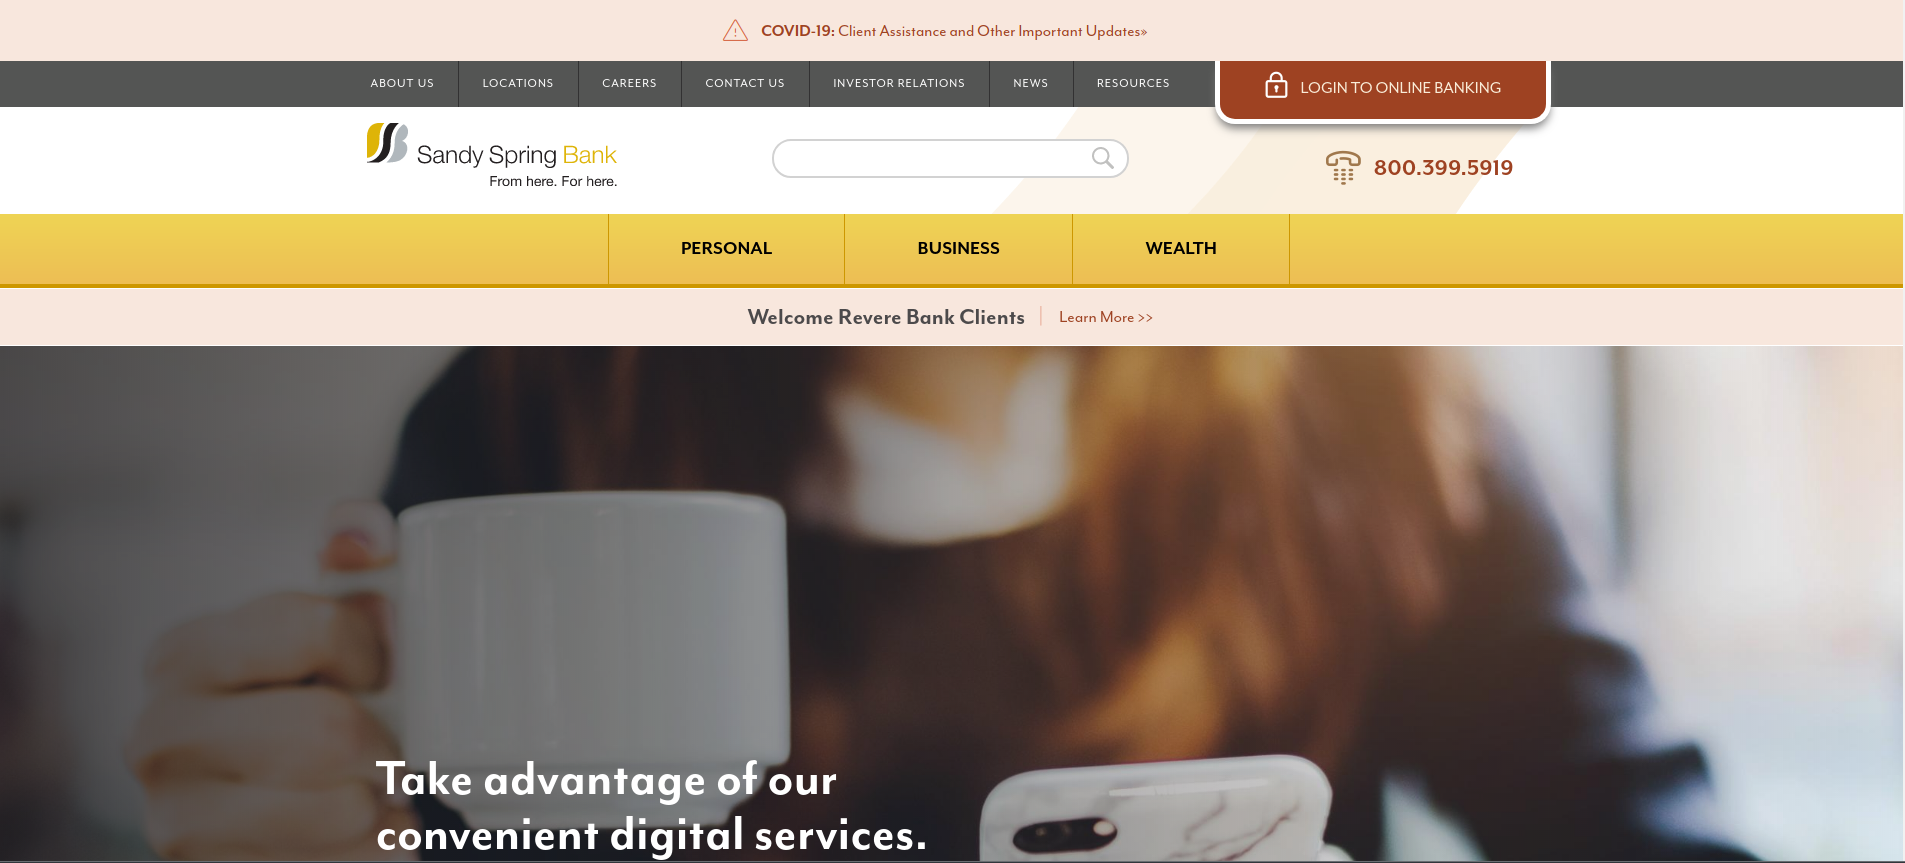 COVID-19: Client Assistance and Other Important Updates»
ABOUT US
LOCATIONS
CAREERS
CONTACT US
INVESTOR RELATIONS
NEWS
RESOURCES
LOGIN TO ONLINE BANKING
Sandy Spring Bank
From here. For here.
800.399.5919
PERSONAL
BUSINESS
WEALTH
Welcome Revere Bank Clients
Learn More >>
Take advantage of our
convenient digital services.